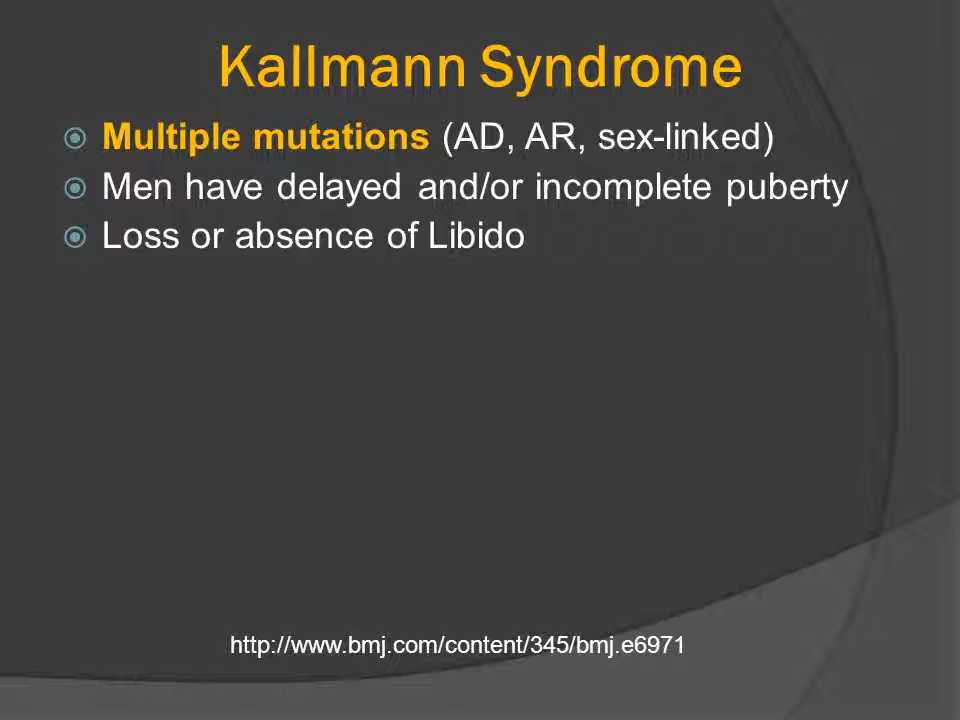 Kallmann Syndrome
Multiple mutations (AD, AR, sex-linked)
Men have delayed and/or incomplete puberty
Loss or absence of Libido
http://www.bmj.com/content/345/bmj.e6971